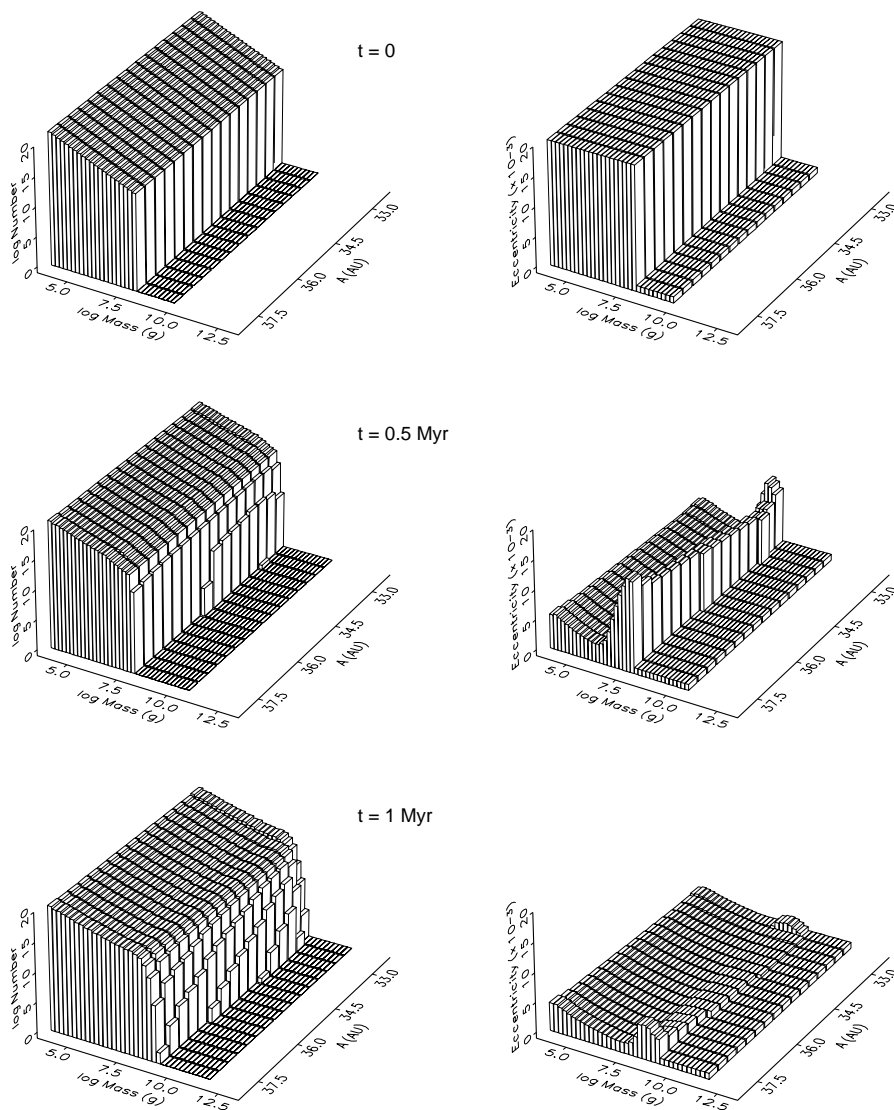 t = 0
log Number
0 5 10 15 20
5.0 7.5 10.0 12.5
log Mass (g)
37.5 36.0 34.5 33.0
A (AU)
Eccentricity (x 10-3)
0 5 10 15 20
5.0 7.5 10.0 12.5
log Mass (g)
37.5 36.0 34.5 33.0
A (AU)
t = 0.5 Myr
log Number
0 5 10 15 20
5.0 7.5 10.0 12.5
log Mass (g)
37.5 36.0 34.5 33.0
A (AU)
Eccentricity (x 10-3)
0 5 10 15 20
5.0 7.5 10.0 12.5
log Mass (g)
37.5 36.0 34.5 33.0
A (AU)
t = 1 Myr
log Number
0 5 10 15 20
5.0 7.5 10.0 12.5
log Mass (g)
37.5 36.0 34.5 33.0
A (AU)
Eccentricity (x 10-3)
0 5 10 15 20
5.0 7.5 10.0 12.5
log Mass (g)
37.5 36.0 34.5 33.0
A (AU)